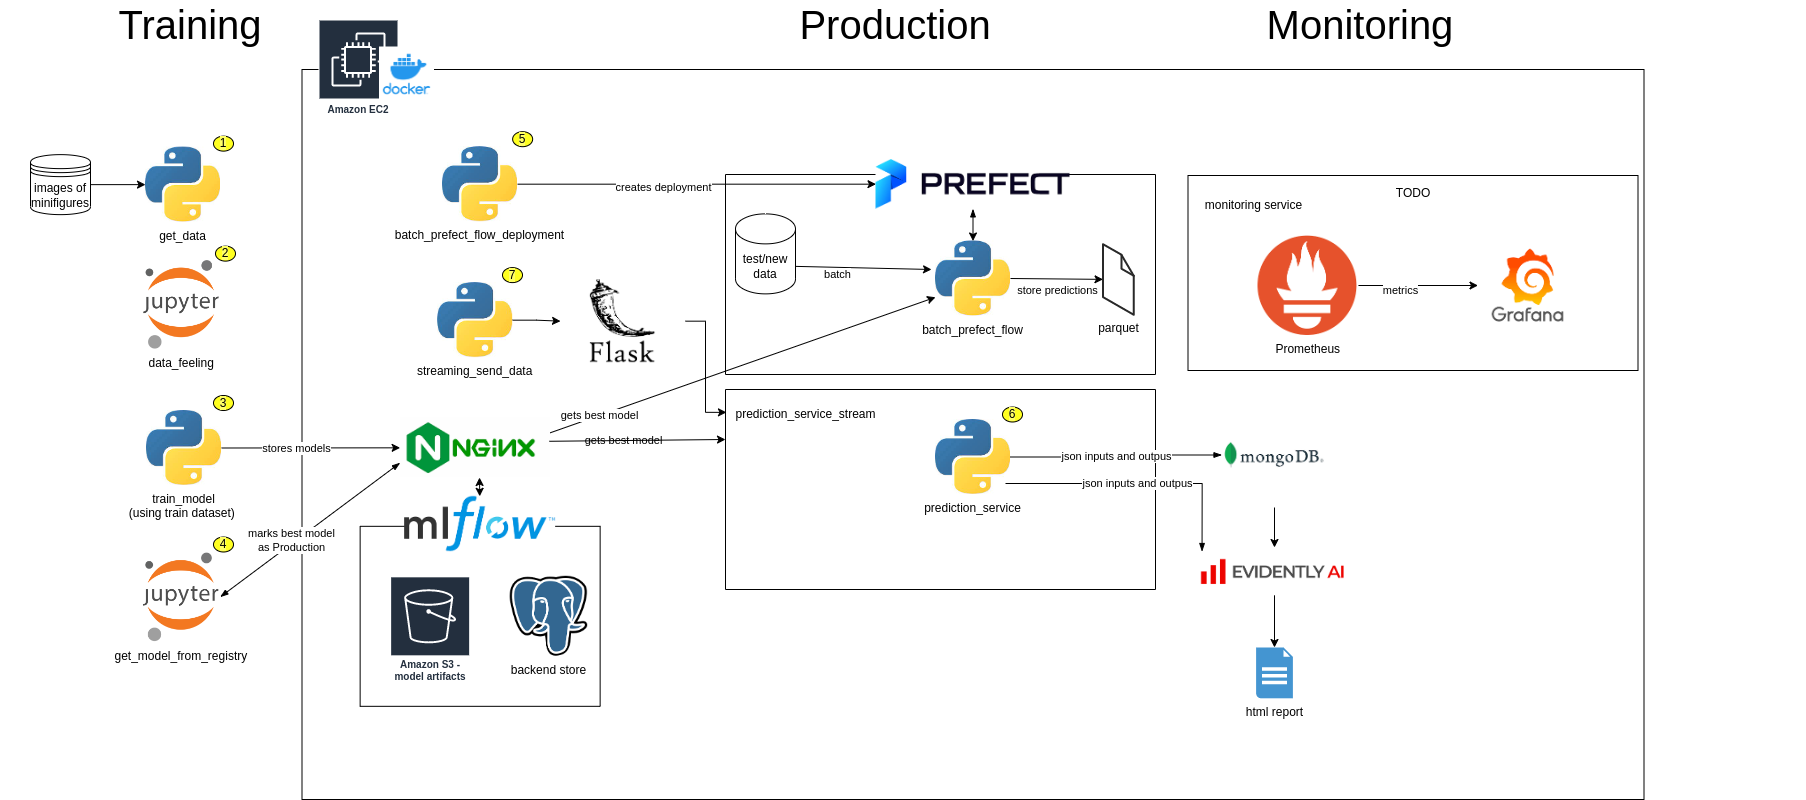 Training
Production
Monitoring
docker
Amazon EC2
1
images of
minifigures
get_data
2
jupyter
data_feeling
3
train_model
(using train dataset)
stores models
4
jupyter
get_model_from_registry
marks best model
as Production
5
batch_prefect_flow_deployment
creates deployment
7
streaming_send_data
Flask
NGINX
gets best model
gets best model
mlflow™
Amazon S3 -
model artifacts
backend store
PREFECT
test/new
data
batch
batch_prefect_flow
store predictions
parquet
prediction_service_stream
6
prediction_service
json inputs and outpus
json inputs and outpus
TODO
monitoring service
Prometheus
metrics
Grafana
mongoDB.
EVIDENTLY AI
html report